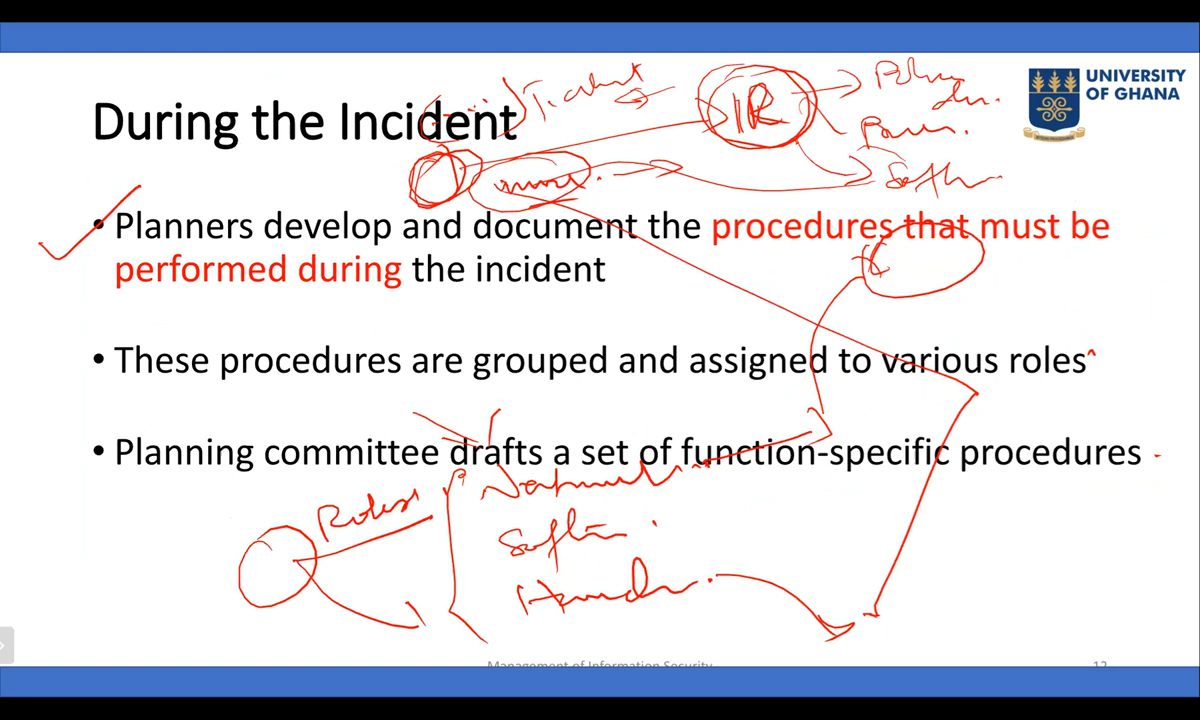 UNIVERSITY
OF GHANA
During the Incident
IR
• Planners develop and document the procedures that must be
performed during the incident
• These procedures are grouped and assigned to various roles
• Planning committee drafts a set of function-specific procedures
Roles
Management of Information Security
12